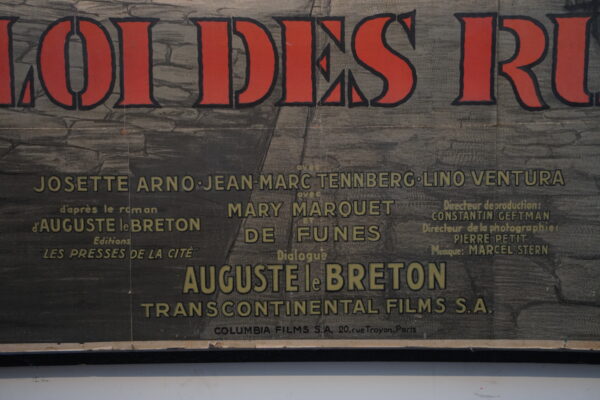 LOI DES RU
avec
JOSETTE ARNO · JEAN-MARC TENNBERG · LINO VENTURA
avec
MARY MARQUET
DE FUNES
d'après le roman
d'AUGUSTE le BRETON
Editions
LES PRESSES DE LA CITÉ
Directeur de production:
CONSTANTIN GEFTMAN
Directeur de la photographie:
PIERRE PETIT
Musique: MARCEL STERN
Dialogue
AUGUSTE le BRETON
TRANSCONTINENTAL FILMS S.A.
COLUMBIA FILMS S.A. 20, rue Troyon, Paris